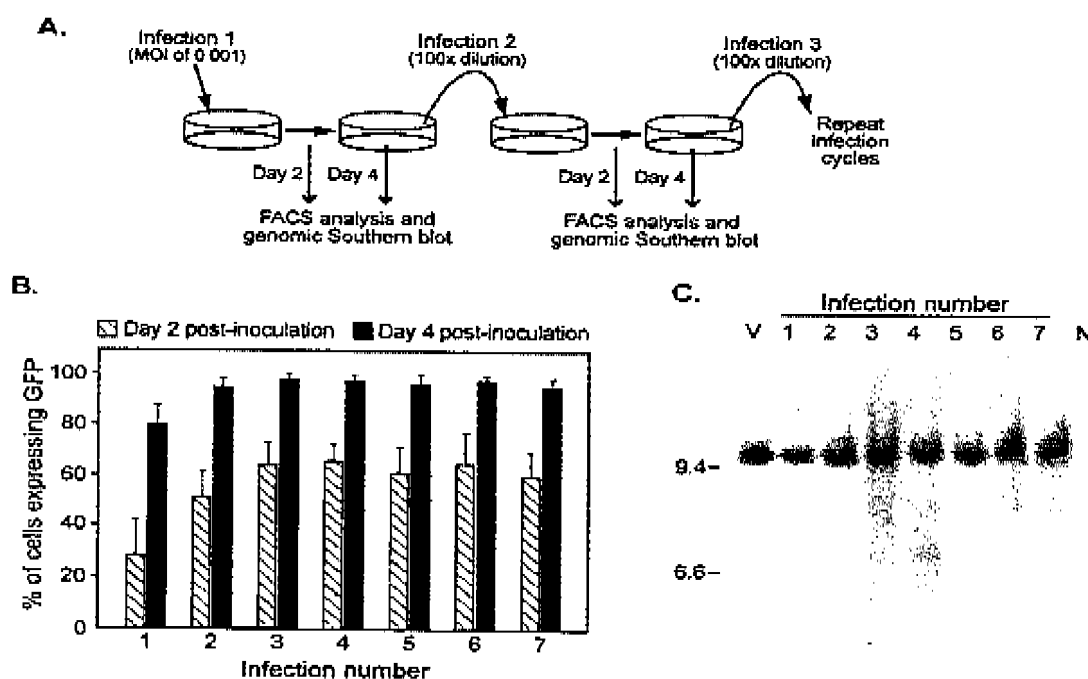 A.
Infection 1
(MOI of 0 001)
Infection 2
(100x dilution)
Infection 3
(100x dilution)
Repeat
infection
cycles
Day 2
Day 4
Day 2
Day 4
FACS analysis and
genomic Southern blot
FACS analysis and
genomic Southern blot
B.
Day 2 post-inoculation
Day 4 post-inoculation
% of cells expressing GFP
100
80
60
40
20
0
1 2 3 4 5 6 7
Infection number
C.
Infection number
V 1 2 3 4 5 6 7 N
9.4–
6.6–